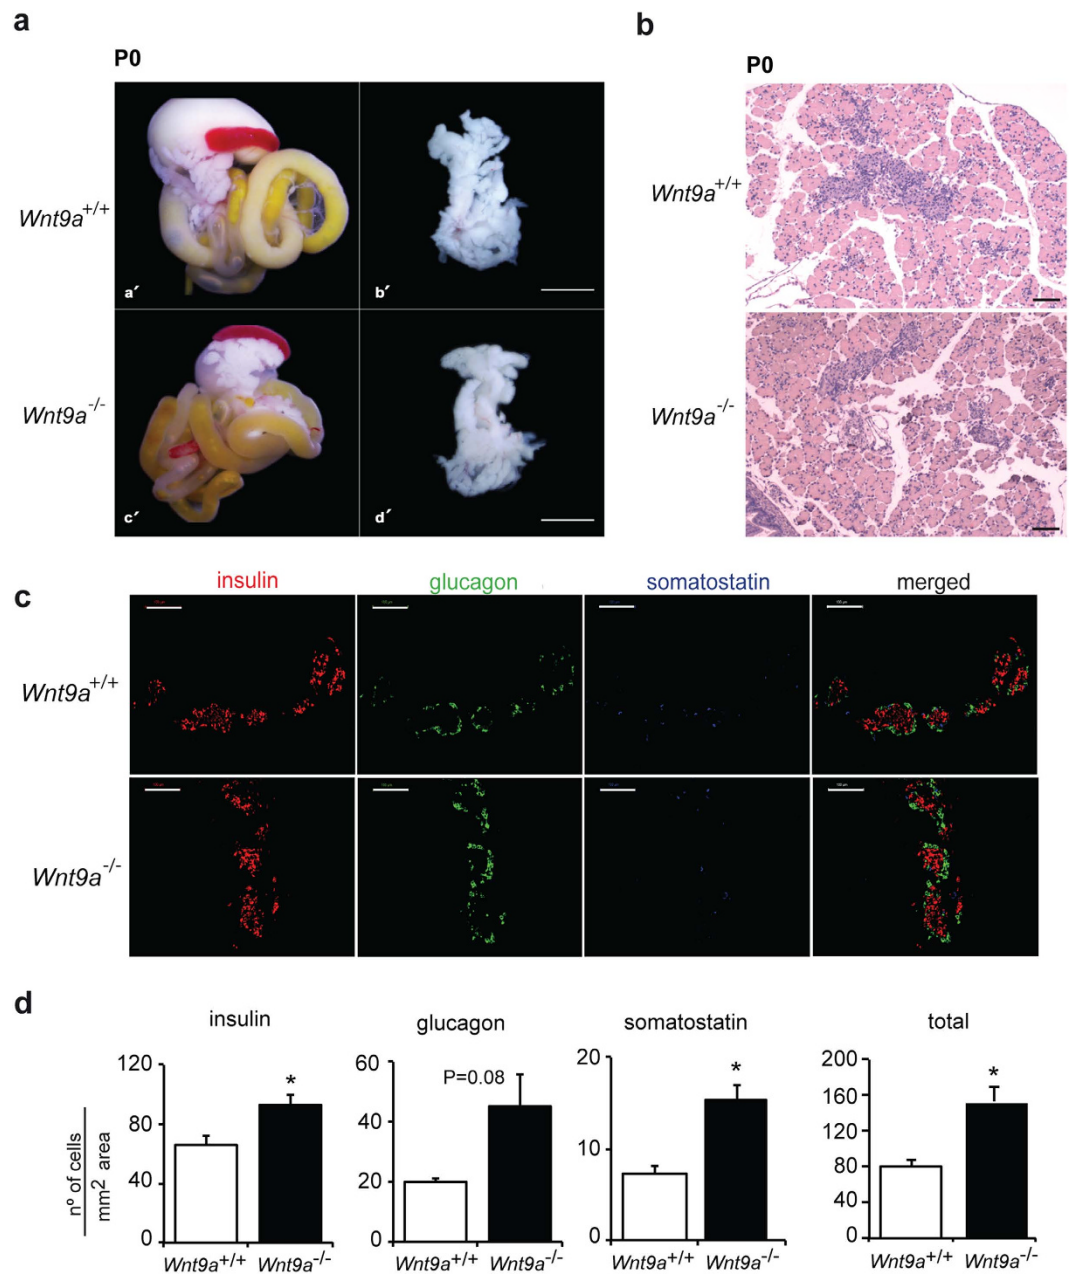 a
P0
Wnt9a+/+
a´
b´
Wnt9a-/-
c´
d´
b
P0
Wnt9a+/+
Wnt9a-/-
c
insulin
glucagon
somatostatin
merged
Wnt9a+/+
Wnt9a-/-
d
insulin
glucagon
somatostatin
total
nº of cells
mm2 area
120
80
40
0
*
Wnt9a+/+ Wnt9a-/-
60
40
20
0
P=0.08
Wnt9a+/+ Wnt9a-/-
20
10
0
*
Wnt9a+/+ Wnt9a-/-
200
160
120
80
40
0
*
Wnt9a+/+ Wnt9a-/-